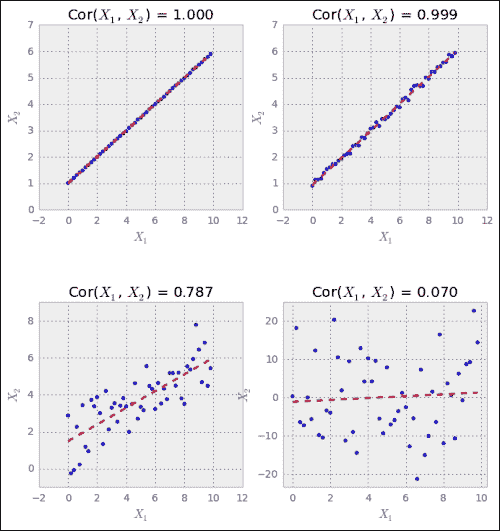 Cor(X₁, X₂) = 1.000
7
6
5
4
3
2
1
0
X₂
−2 0 2 4 6 8 10 12
X₁
Cor(X₁, X₂) = 0.999
7
6
5
4
3
2
1
0
X₂
−2 0 2 4 6 8 10 12
X₁
Cor(X₁, X₂) = 0.787
8
6
4
2
0
X₂
−2 0 2 4 6 8 10 12
X₁
Cor(X₁, X₂) = 0.070
20
10
0
−10
−20
X₂
0 2 4 6 8 10
X₁